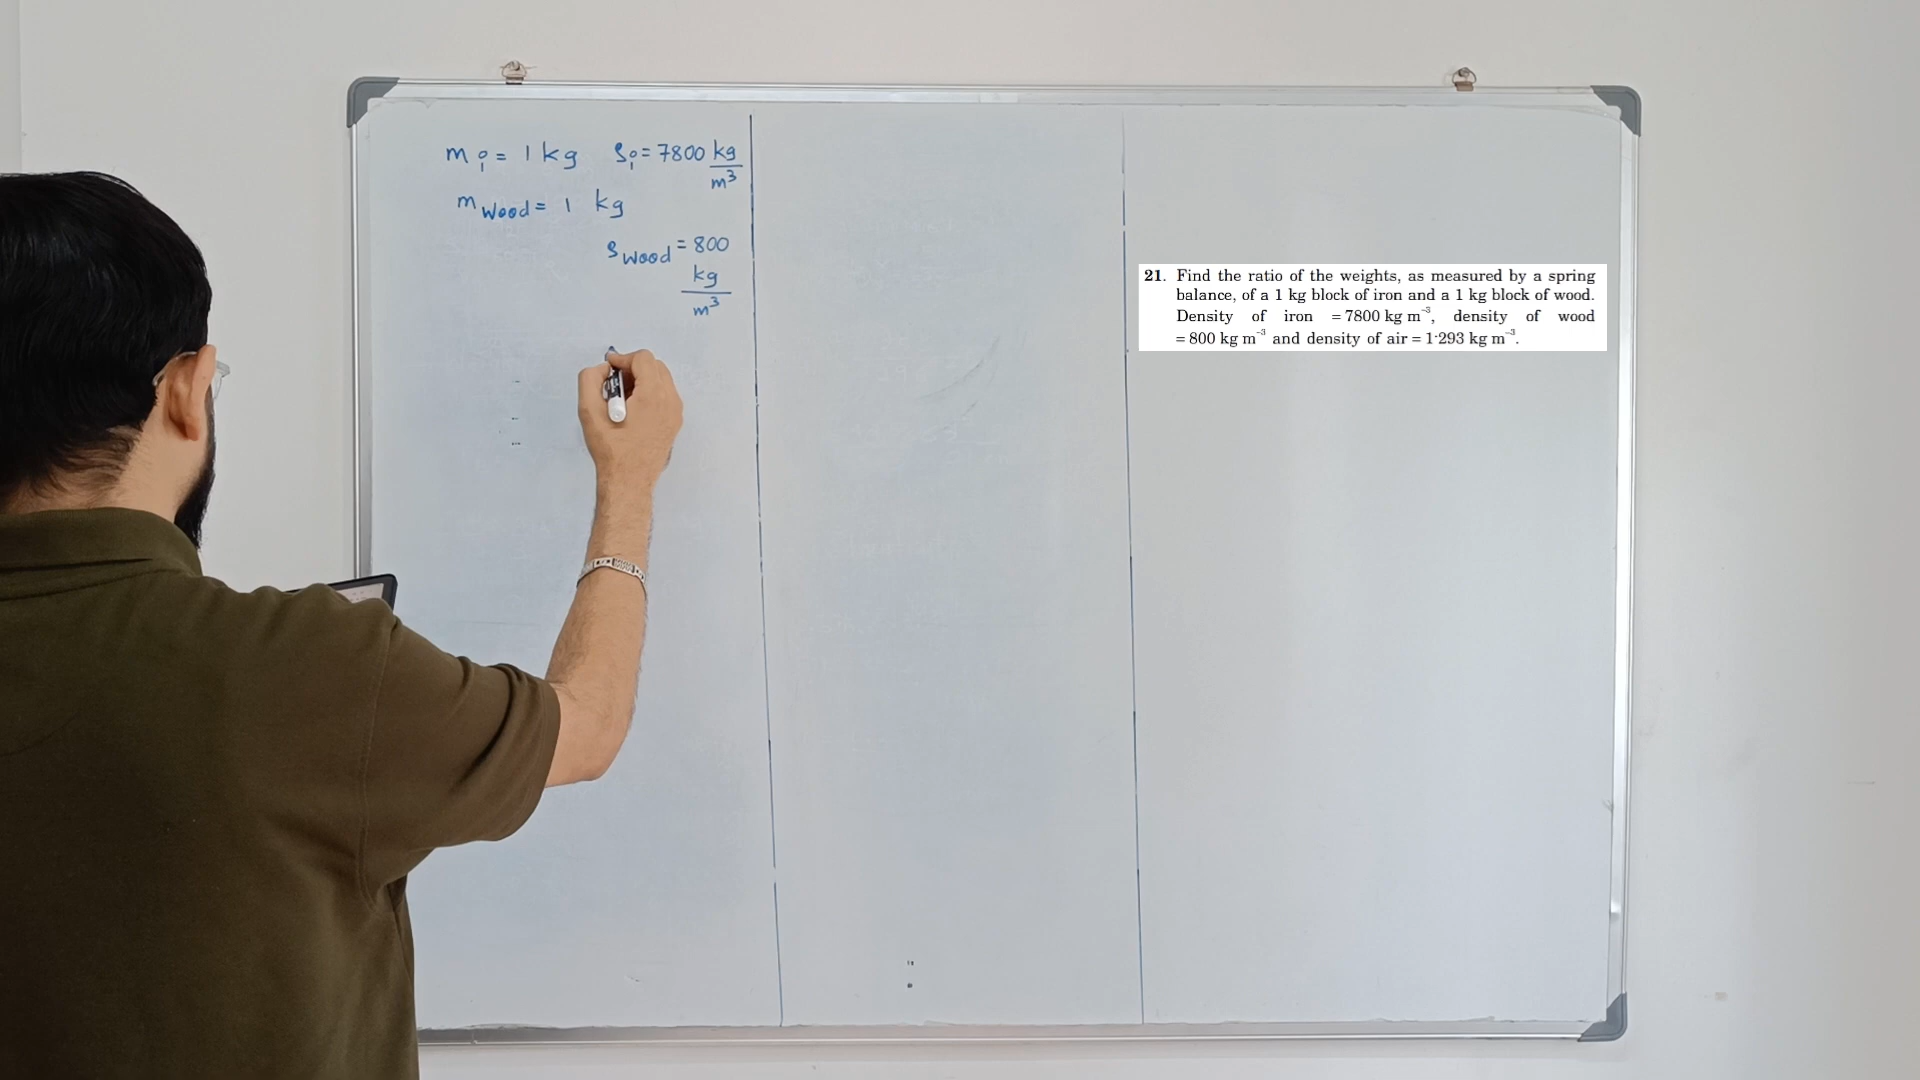 m i = 1 kg ρi = 7800 kg/m³
m wood = 1 kg
ρ wood = 800
kg/m³
21. Find the ratio of the weights, as measured by a spring
balance, of a 1 kg block of iron and a 1 kg block of wood.
Density of iron = 7800 kg m⁻³, density of wood
= 800 kg m⁻³ and density of air = 1·293 kg m⁻³.